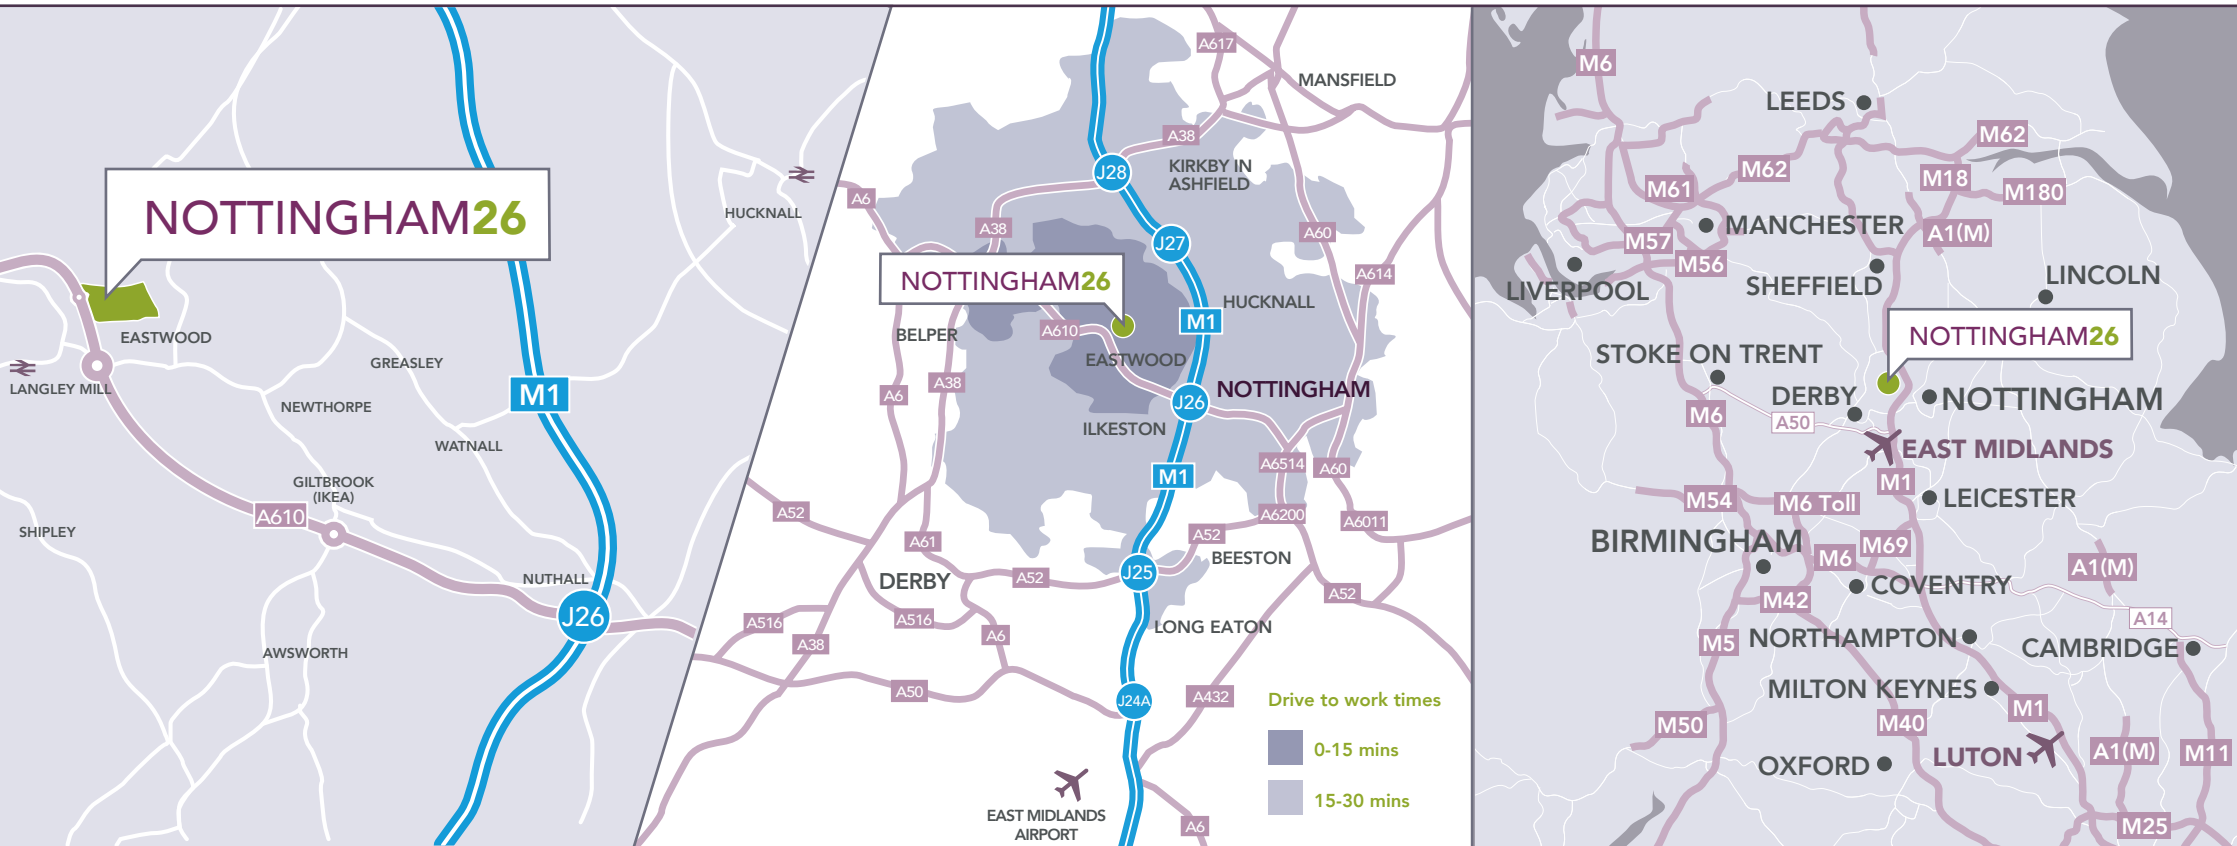 NOTTINGHAM26
HUCKNALL
EASTWOOD
LANGLEY MILL
GREASLEY
M1
NEWTHORPE
WATNALL
GILTBROOK
(IKEA)
A610
SHIPLEY
NUTHALL
J26
AWSWORTH
A617
MANSFIELD
A38
J28
KIRKBY IN
ASHFIELD
A6
A38
J27
A60
NOTTINGHAM26
A614
HUCKNALL
M1
BELPER
A610
EASTWOOD
A38
A6
J26
NOTTINGHAM
ILKESTON
A6514
A60
M1
A52
A6200
A6011
A61
A52
BEESTON
J25
DERBY
A52
A52
A516
A516
A6
LONG EATON
A38
A50
J24A
A432
Drive to work times
0-15 mins
15-30 mins
EAST MIDLANDS
AIRPORT
A6
M6
LEEDS
M62
M62
M18
M61
M180
MANCHESTER
A1(M)
M57
M56
LIVERPOOL
SHEFFIELD
LINCOLN
NOTTINGHAM26
STOKE ON TRENT
DERBY
NOTTINGHAM
M6
A50
EAST MIDLANDS
M1
M54
M6 Toll
LEICESTER
BIRMINGHAM
M69
M6
A1(M)
COVENTRY
M42
A14
M5
NORTHAMPTON
CAMBRIDGE
MILTON KEYNES
M1
M50
M40
LUTON
A1(M)
M11
OXFORD
M25